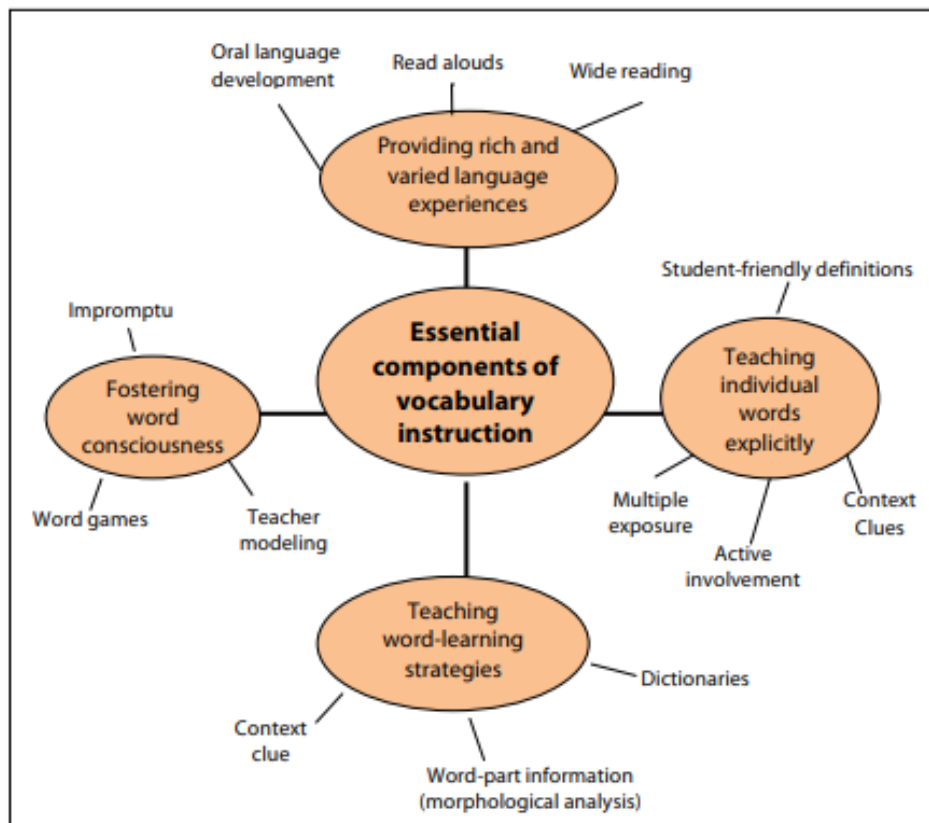 Oral language
development
Read alouds
Wide reading
Providing rich and
varied language
experiences
Student-friendly definitions
Impromptu
Essential
components of
vocabulary
instruction
Fostering
word
consciousness
Teaching
individual
words
explicitly
Word games
Teacher
modeling
Multiple
exposure
Active
involvement
Context
Clues
Teaching
word-learning
strategies
Dictionaries
Context
clue
Word-part information
(morphological analysis)